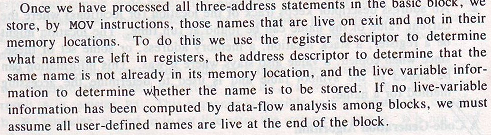 Once we have processed all three-address statements in the basic block, we
store, by MOV instructions, those names that are live on exit and not in their
memory locations. To do this we use the register descriptor to determine
what names are left in registers, the address descriptor to determine that the
same name is not already in its memory location, and the live variable infor-
mation to determine whether the name is to be stored. If no live-variable
information has been computed by data-flow analysis among blocks, we must
assume all user-defined names are live at the end of the block.